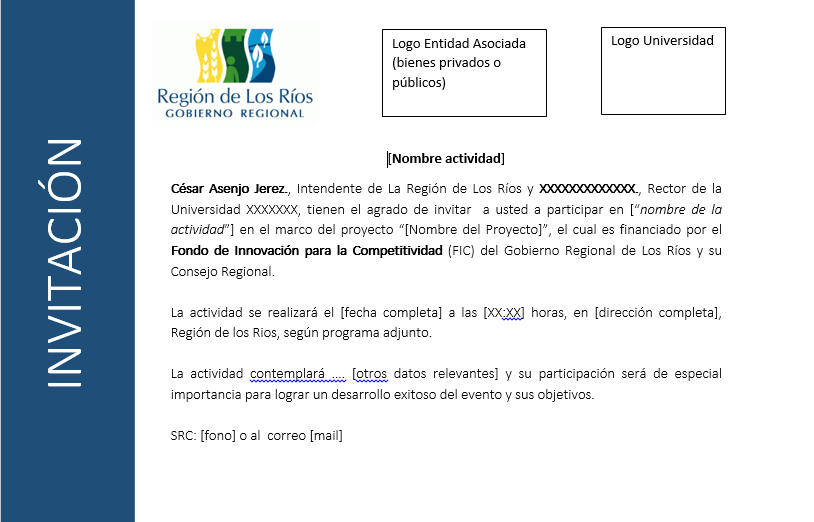 INVITACIÓN
Región de Los Ríos
GOBIERNO REGIONAL
Logo Entidad Asociada
(bienes privados o
públicos)
Logo Universidad
[Nombre actividad]
César Asenjo Jerez., Intendente de La Región de Los Ríos y XXXXXXXXXXXXX., Rector de la
Universidad XXXXXXX, tienen el agrado de invitar  a usted a participar en [“nombre de la
actividad”] en el marco del proyecto “[Nombre del Proyecto]”, el cual es financiado por el
Fondo de Innovación para la Competitividad (FIC) del Gobierno Regional de Los Ríos y su
Consejo Regional.
La actividad se realizará el [fecha completa] a las [XX:XX] horas, en [dirección completa],
Región de los Rios, según programa adjunto.
La actividad contemplará .... [otros datos relevantes] y su participación será de especial
importancia para lograr un desarrollo exitoso del evento y sus objetivos.
SRC: [fono] o al  correo [mail]